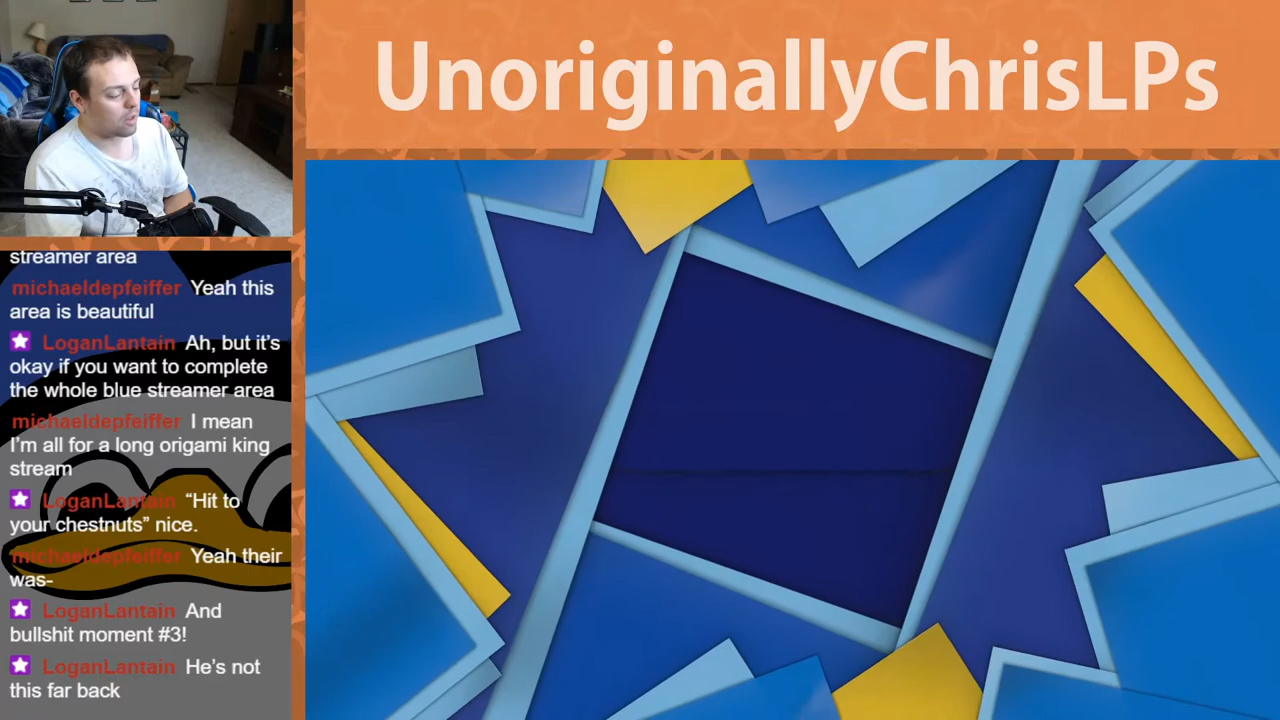 UnoriginallyChrisLPs
streamer area
michaeldepfeiffer Yeah this
area is beautiful
LoganLantain Ah, but it's
okay if you want to complete
the whole blue streamer area
michaeldepfeiffer I mean
I'm all for a long origami king
stream
LoganLantain “Hit to
your chestnuts” nice.
michaeldepfeiffer Yeah their
was-
LoganLantain And
bullshit moment #3!
LoganLantain He's not
this far back